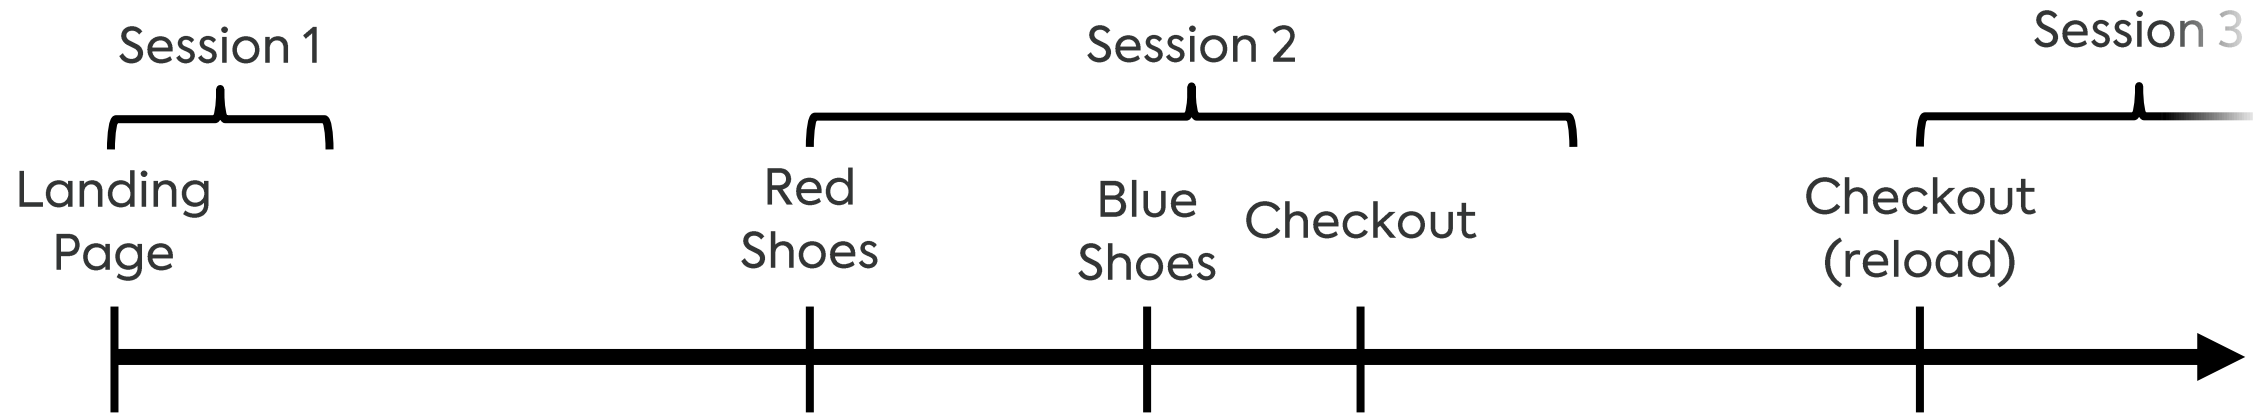 Session 1
Session 2
Session 3
Landing
Page
Red
Shoes
Blue
Shoes
Checkout
Checkout
(reload)